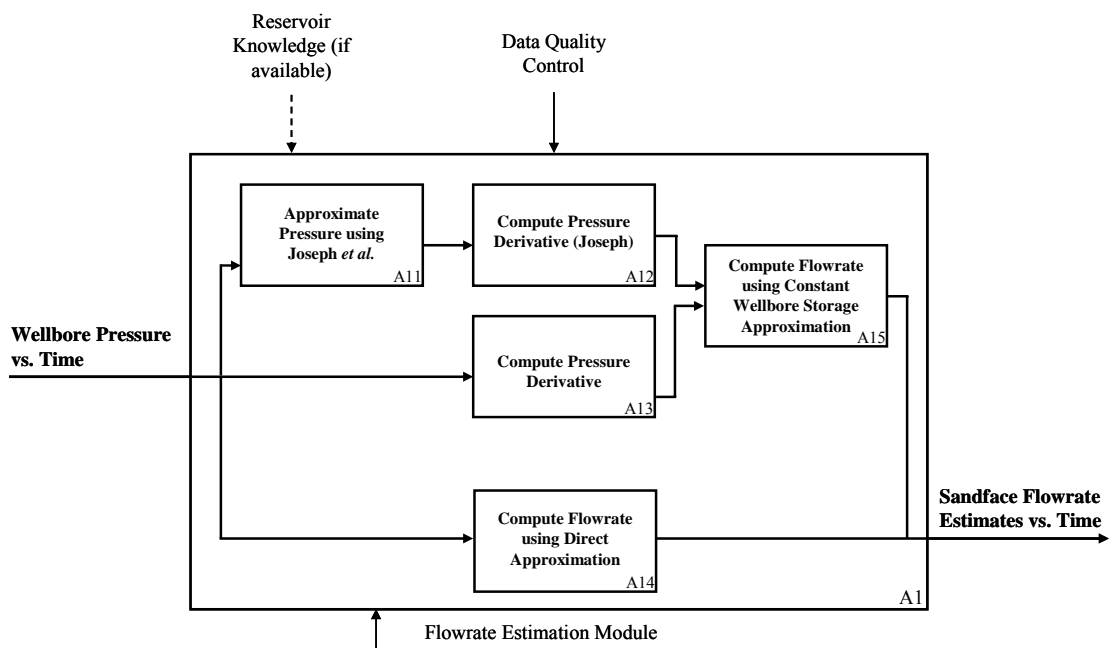 Reservoir
Knowledge (if
available)
Data Quality
Control
Approximate
Pressure using
Joseph et al.
A11
Compute Pressure
Derivative (Joseph)
A12
Compute Flowrate
using Constant
Wellbore Storage
Approximation
A15
Wellbore Pressure
vs. Time
Compute Pressure
Derivative
A13
Compute Flowrate
using Direct
Approximation
A14
Sandface Flowrate
Estimates vs. Time
A1
Flowrate Estimation Module